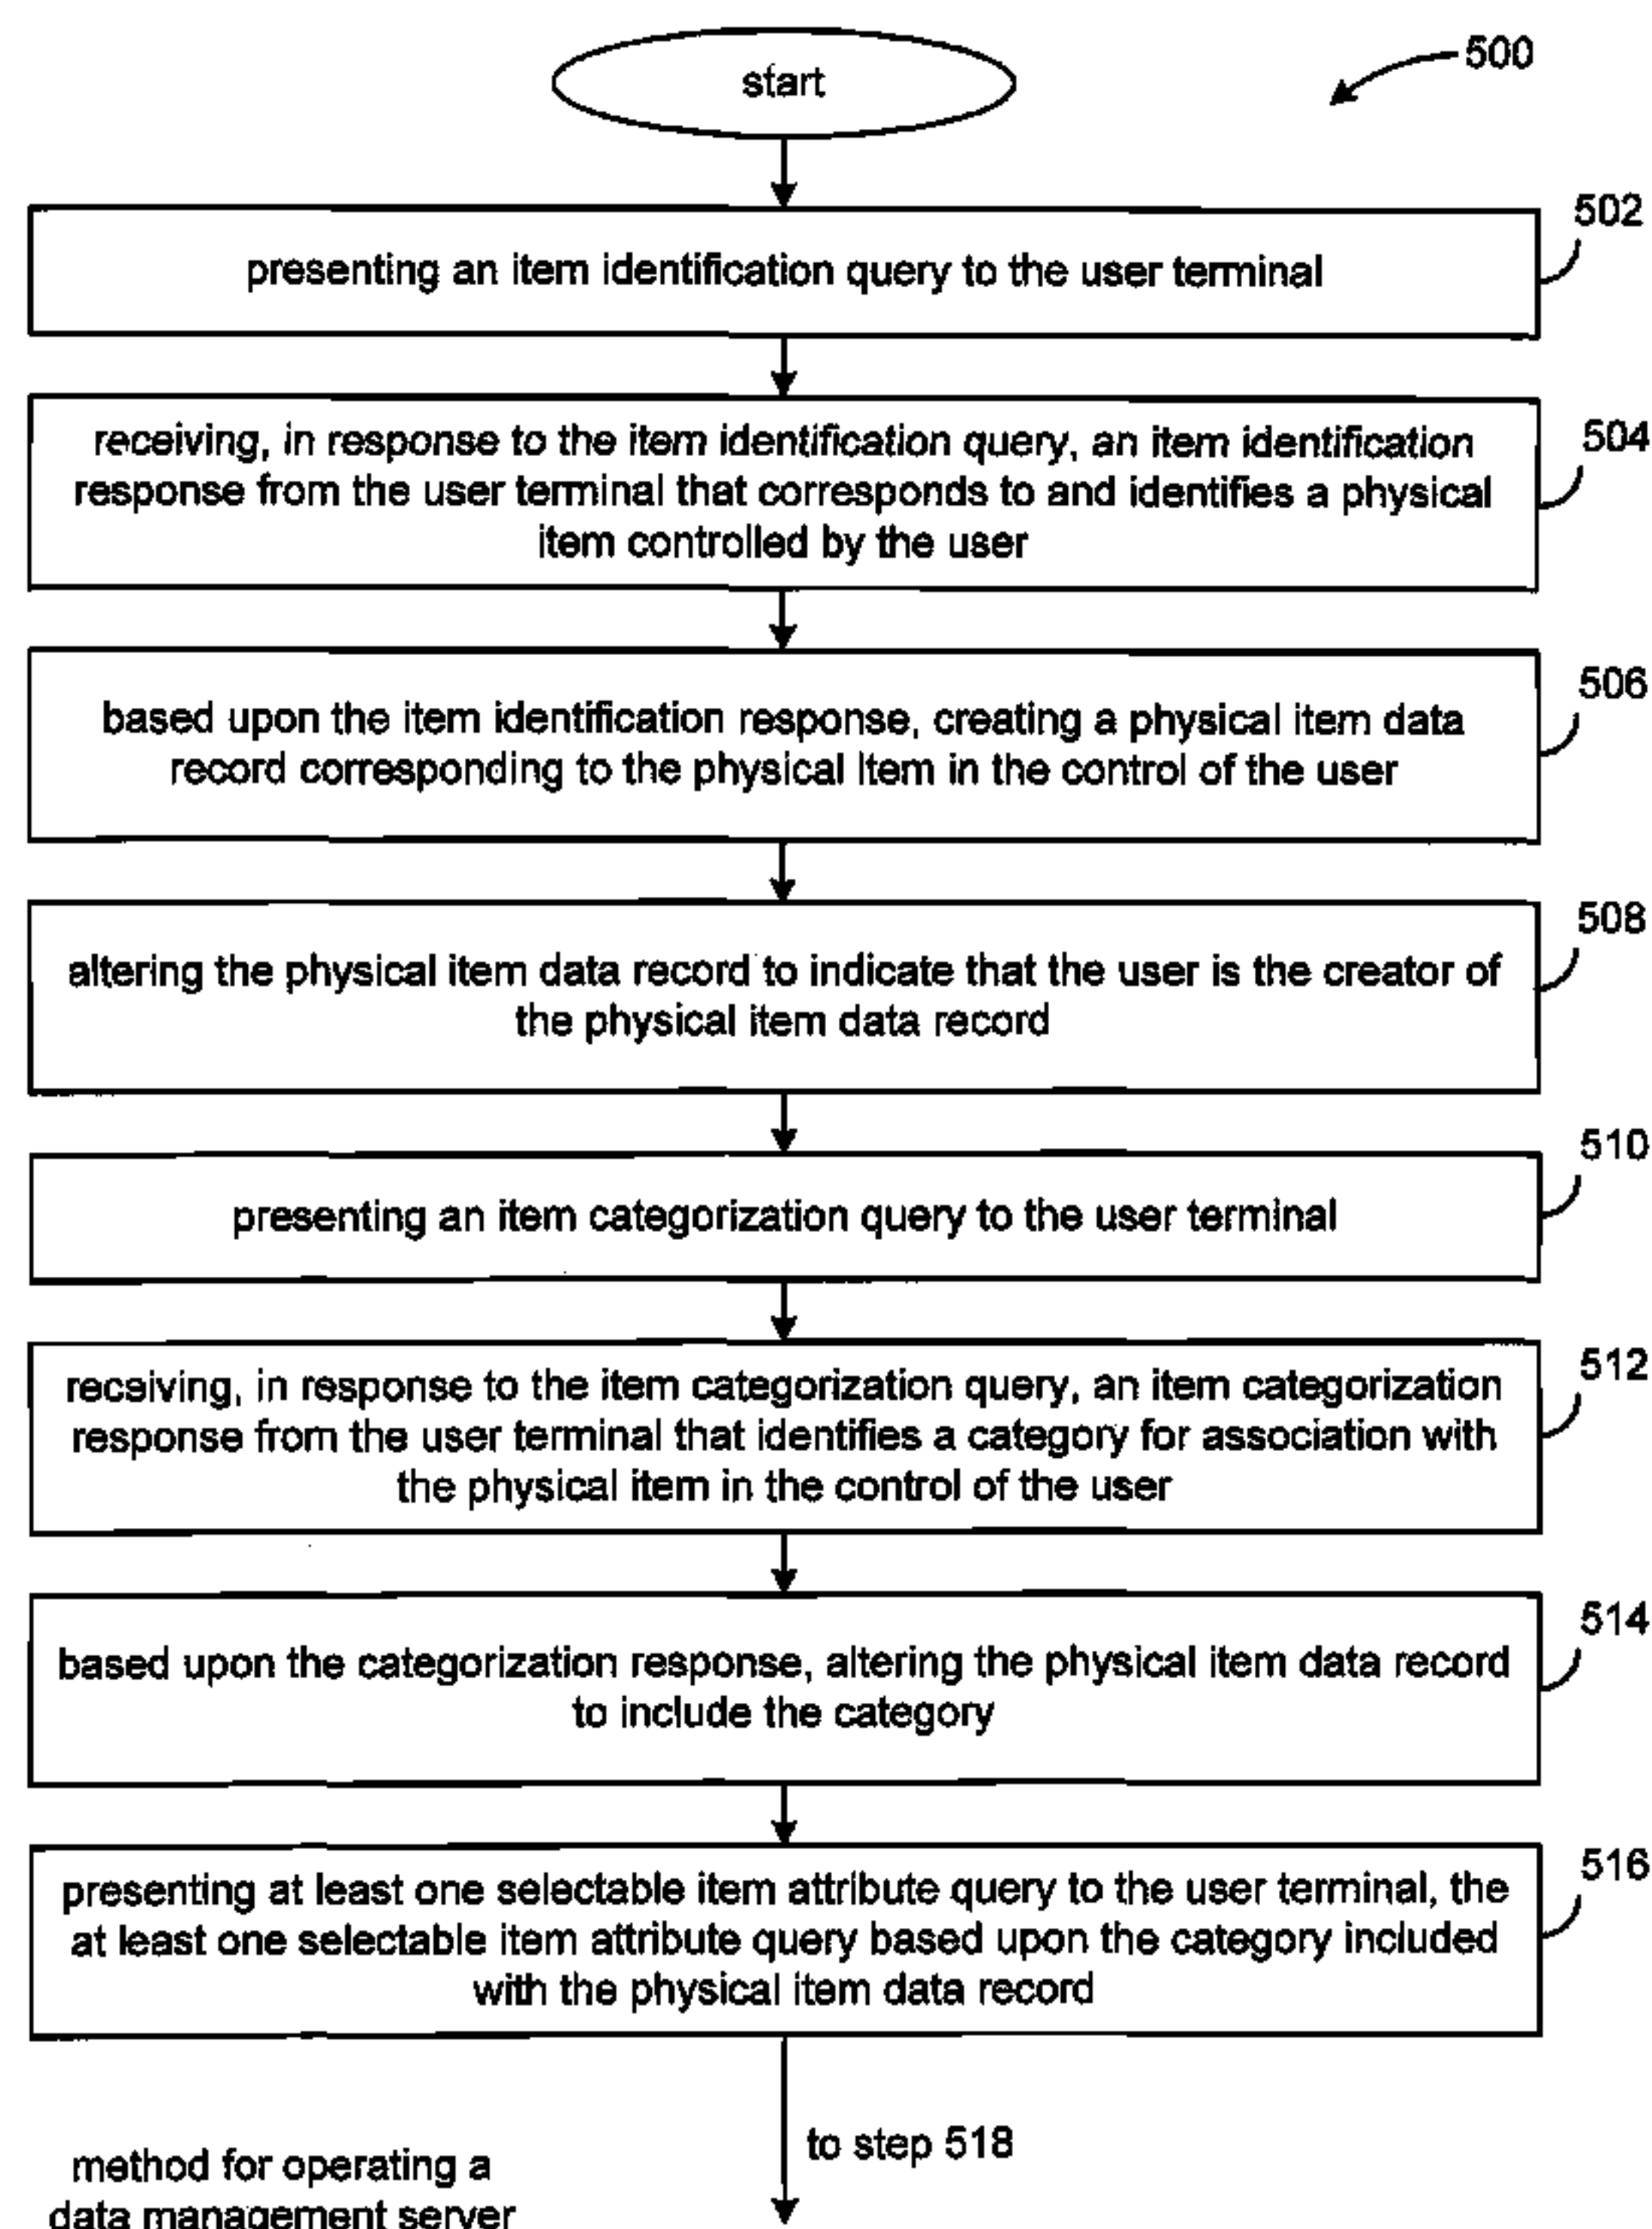 start
500
502
presenting an item identification query to the user terminal
504
receiving, in response to the item identification query, an item identification
response from the user terminal that corresponds to and identifies a physical
item controlled by the user
506
based upon the item identification response, creating a physical item data
record corresponding to the physical Item in the control of the user
508
altering the physical item data record to indicate that the user is the creator of
the physical item data record
510
presenting an item categorization query to the user terminal
512
receiving, in response to the item categorization query, an item categorization
response from the user terminal that identifies a category for association with
the physical item in the control of the user
514
based upon the categorization response, altering the physical item data record
to include the category
516
presenting at least one selectable item attribute query to the user terminal, the
at least one selectable item attribute query based upon the category included
with the physical item data record
to step 518
method for operating a
data management server